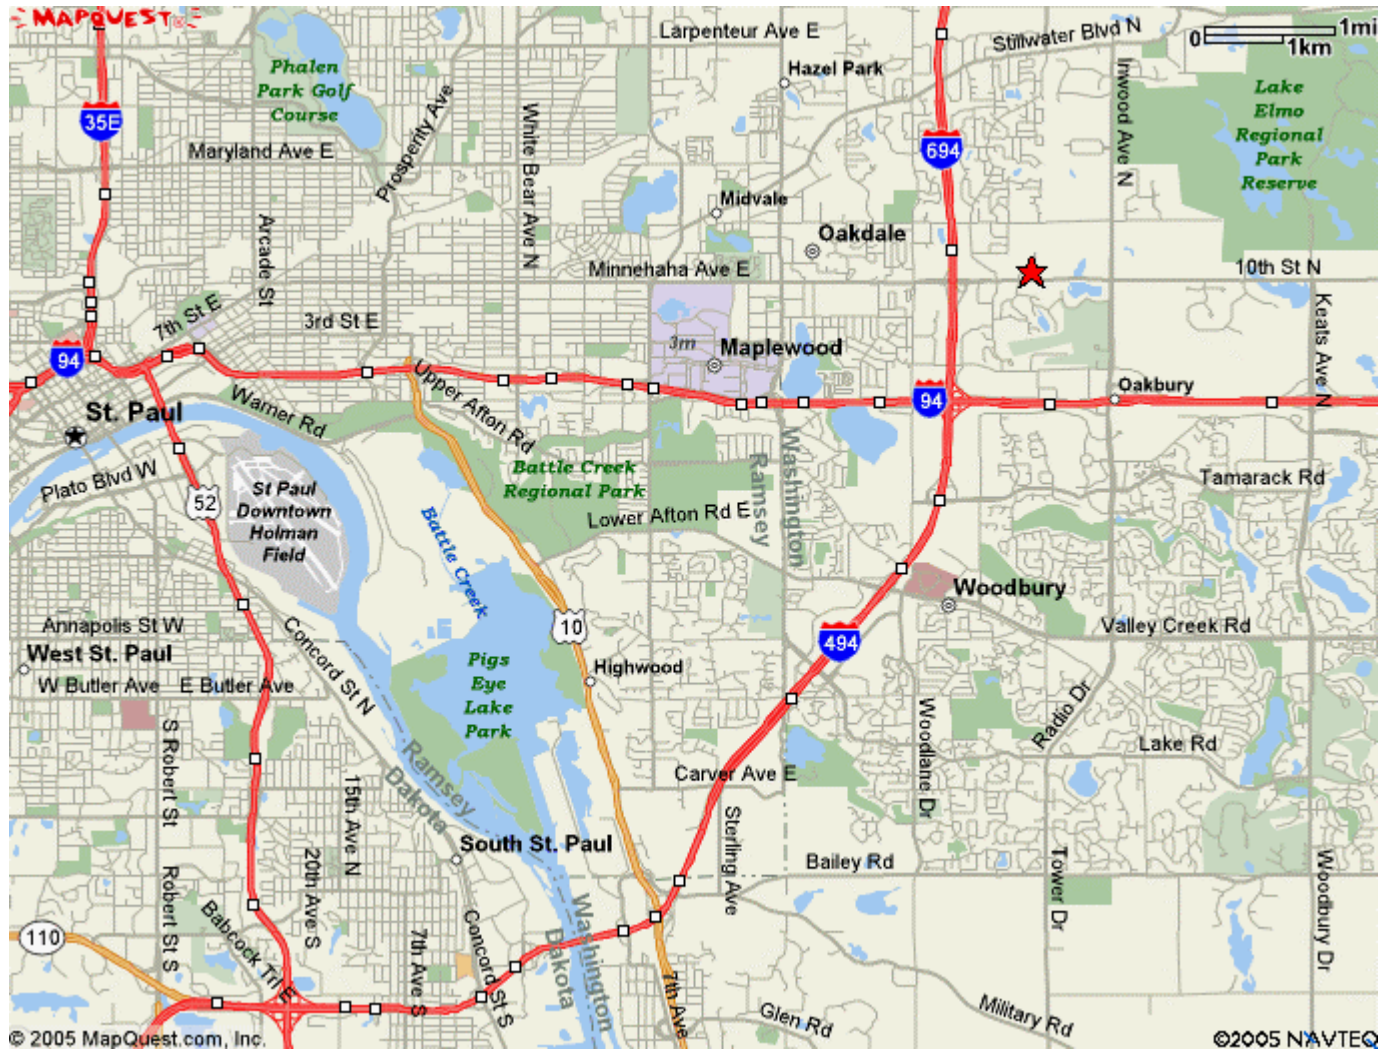 MAPQUEST
Larpenteur Ave E
Stillwater Blvd N
0
1mi
1km
Hazel Park
Phalen
Park Golf
Course
Prosperity Ave
White Bear Ave N
Inwood Ave N
Lake
Elmo
Regional
Park
Reserve
35E
Maryland Ave E
694
Midvale
Arcade St
Oakdale
Minnehaha Ave E
10th St N
7th St E
3rd St E
Keats Ave N
3m
Maplewood
94
Upper Afton Rd
Oakbury
94
St. Paul
Warner Rd
Plato Blvd W
Battle Creek
Regional Park
Ramsey
Washington
Tamarack Rd
52
St Paul
Downtown
Holman
Field
Battle Creek
Lower Afton Rd E
Woodbury
Annapolis St W
Concord St N
10
494
Valley Creek Rd
West St. Paul
W Butler Ave
E Butler Ave
Pigs
Eye
Lake
Park
Highwood
Radio Dr
Woodlane Dr
Lake Rd
S Robert St
Ramsey
Dakota
15th Ave N
Carver Ave E
Sterling Ave
South St. Paul
Bailey Rd
Tower Dr
Woodbury Dr
20th Ave S
Robert St S
Babcock Trl E
110
7th Ave S
Concord St S
Washington
Dakota
7th Ave
Glen Rd
Military Rd
© 2005 MapQuest.com, Inc.
©2005 NAVTEQ